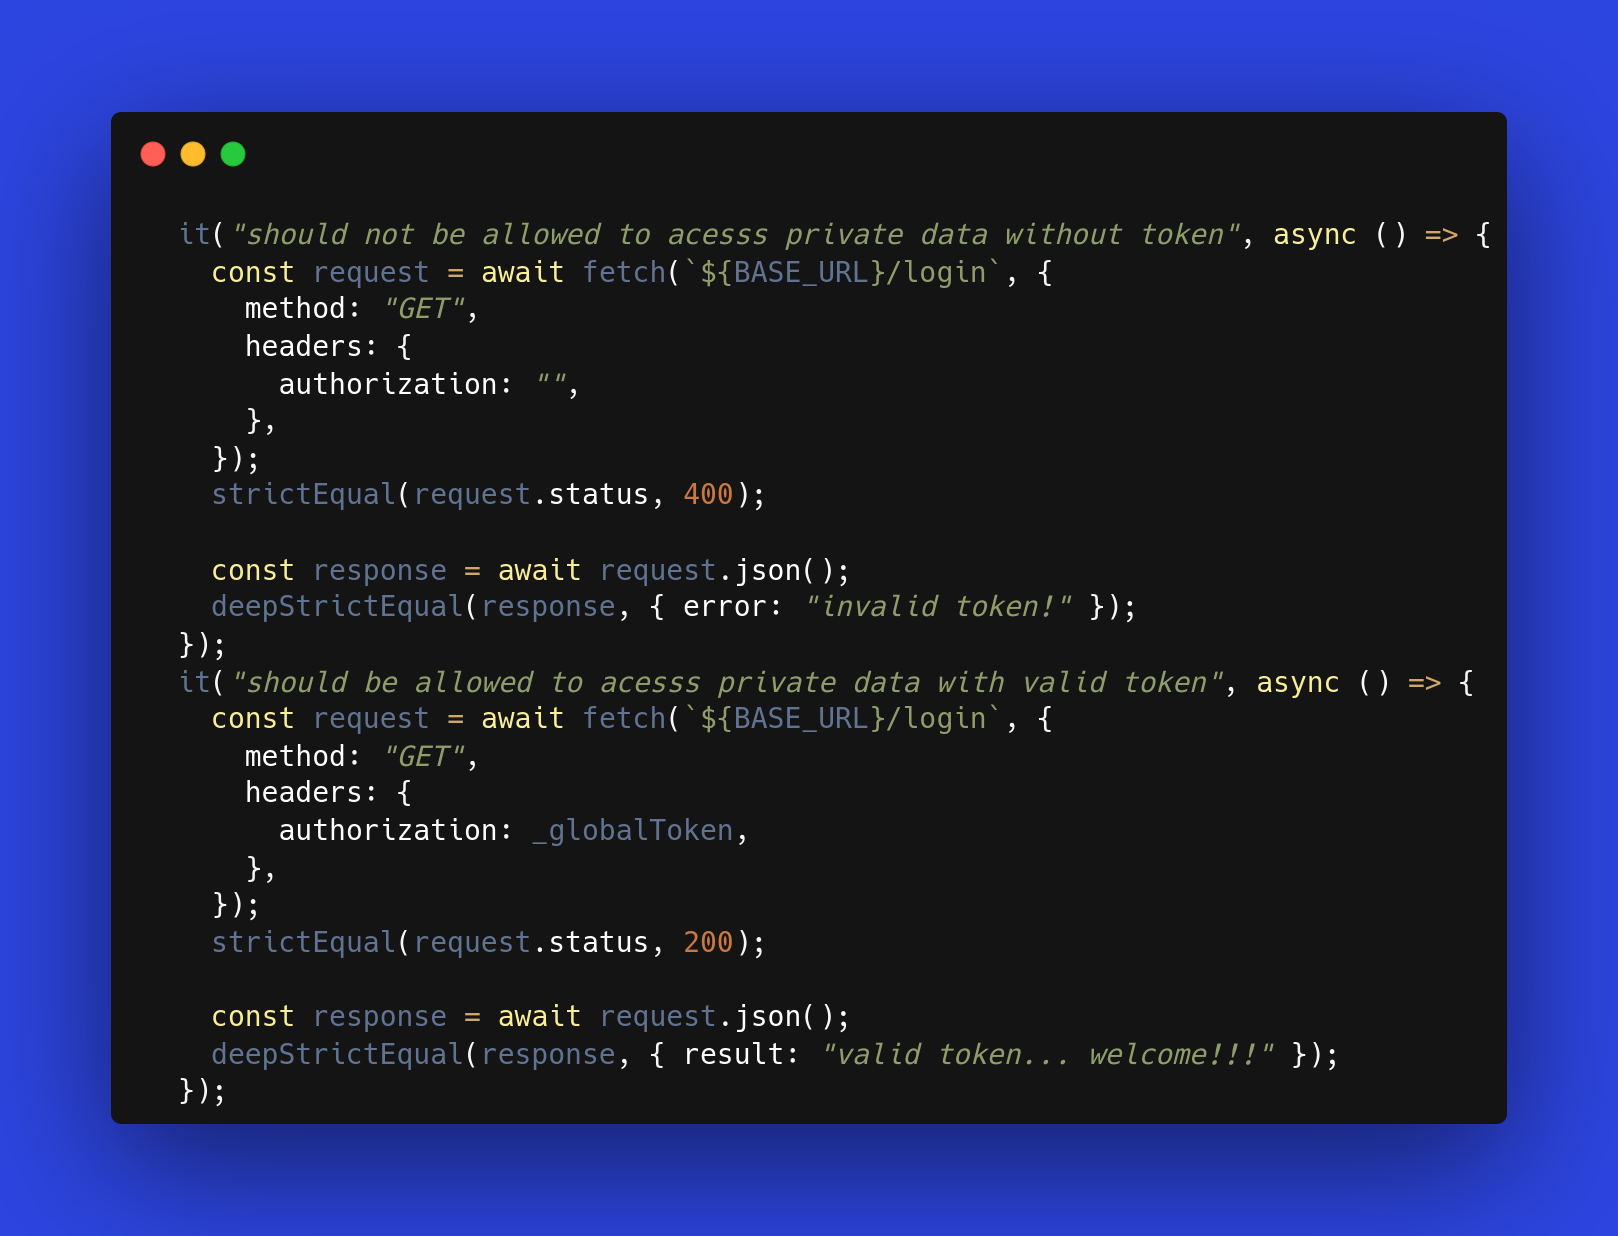 it("should not be allowed to acesss private data without token", async () => {
  const request = await fetch(`${BASE_URL}/login`, {
    method: "GET",
    headers: {
      authorization: "",
    },
  });
  strictEqual(request.status, 400);

  const response = await request.json();
  deepStrictEqual(response, { error: "invalid token!" });
});
it("should be allowed to acesss private data with valid token", async () => {
  const request = await fetch(`${BASE_URL}/login`, {
    method: "GET",
    headers: {
      authorization: _globalToken,
    },
  });
  strictEqual(request.status, 200);

  const response = await request.json();
  deepStrictEqual(response, { result: "valid token... welcome!!!" });
});